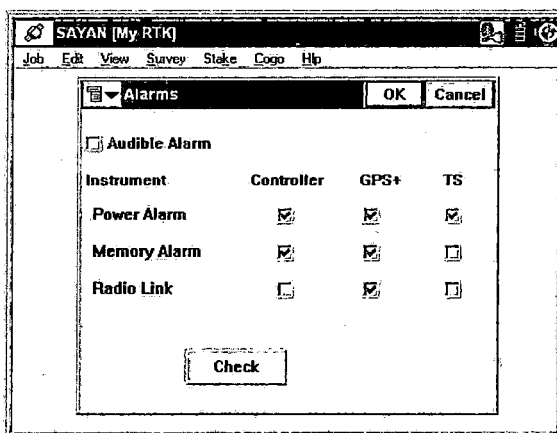 SAYAN [My RTK]
Job Edit View Survey Stake Cogo Hlp
Alarms OK Cancel
Audible Alarm
Instrument Controller GPS+ TS
Power Alarm
Memory Alarm
Radio Link
Check